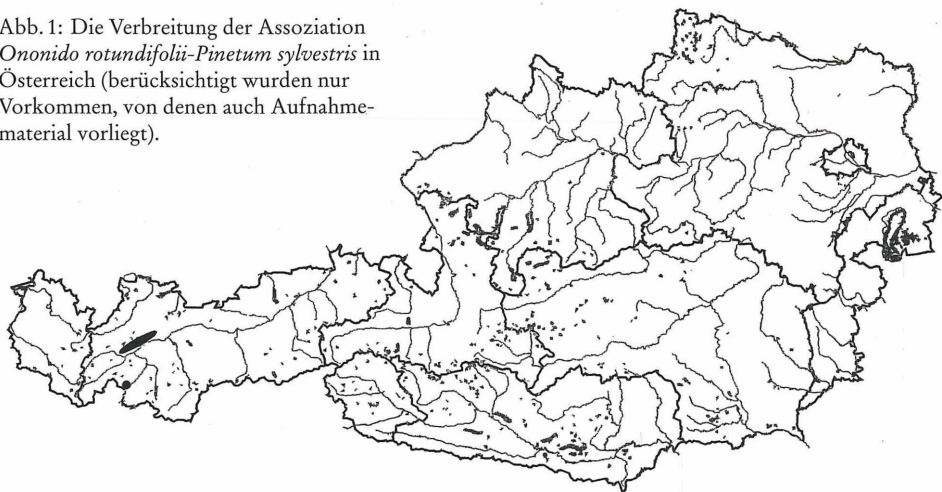 Abb. 1: Die Verbreitung der Assoziation
Ononido rotundifolii-Pinetum sylvestris in
Österreich (berücksichtigt wurden nur
Vorkommen, von denen auch Aufnahme-
material vorliegt).